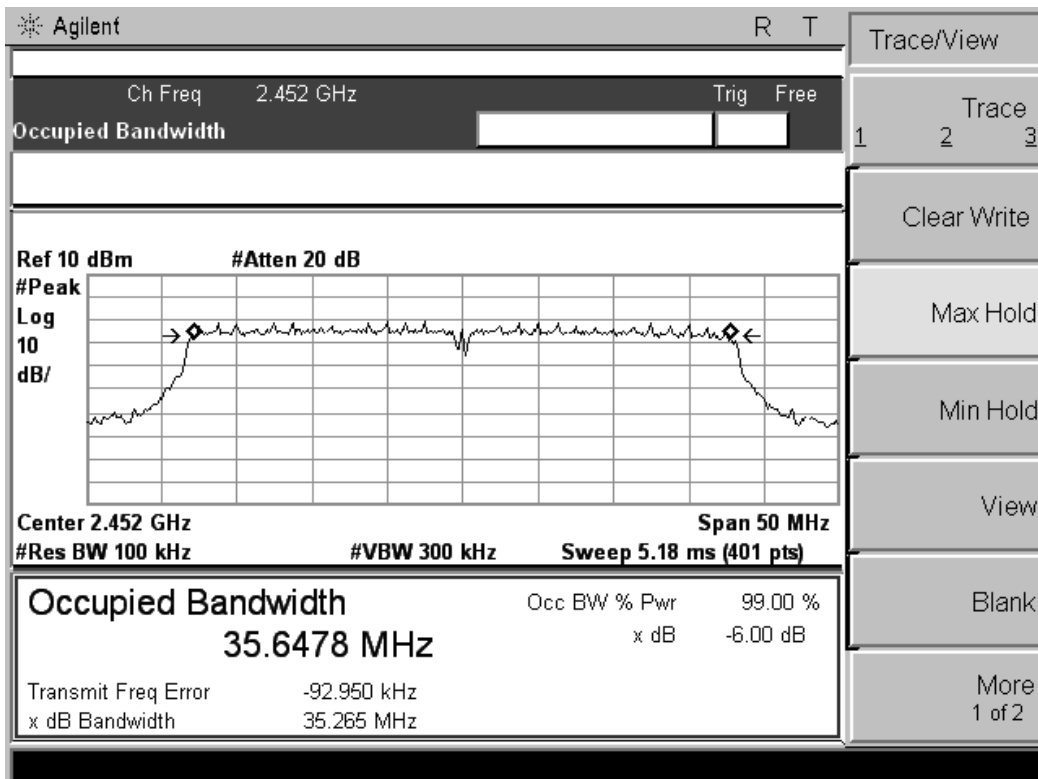 Agilent R T
Ch Freq 2.452 GHz Trig Free
Occupied Bandwidth
Ref 10 dBm #Atten 20 dB
#Peak
Log
10
dB/
Center 2.452 GHz Span 50 MHz
#Res BW 100 kHz #VBW 300 kHz Sweep 5.18 ms (401 pts)
Occupied Bandwidth Occ BW % Pwr 99.00 %
35.6478 MHz x dB -6.00 dB
Transmit Freq Error -92.950 kHz
x dB Bandwidth 35.265 MHz
Trace/View
Trace
1 2 3
Clear Write
Max Hold
Min Hold
View
Blank
More
1 of 2